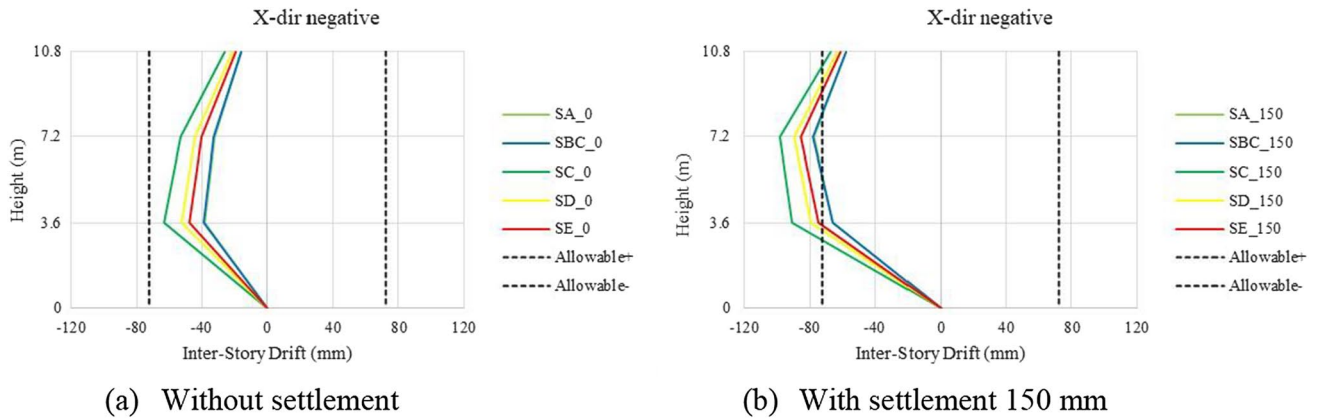 X-dir negative
10.8
7.2
3.6
0
Height (m)
-120 -80 -40 0 40 80 120
Inter-Story Drift (mm)
SA_0
SBC_0
SC_0
SD_0
SE_0
Allowable+
Allowable-
(a) Without settlement
X-dir negative
10.8
7.2
3.6
0
Height (m)
-120 -80 -40 0 40 80 120
Inter-Story Drift (mm)
SA_150
SBC_150
SC_150
SD_150
SE_150
Allowable+
Allowable-
(b) With settlement 150 mm